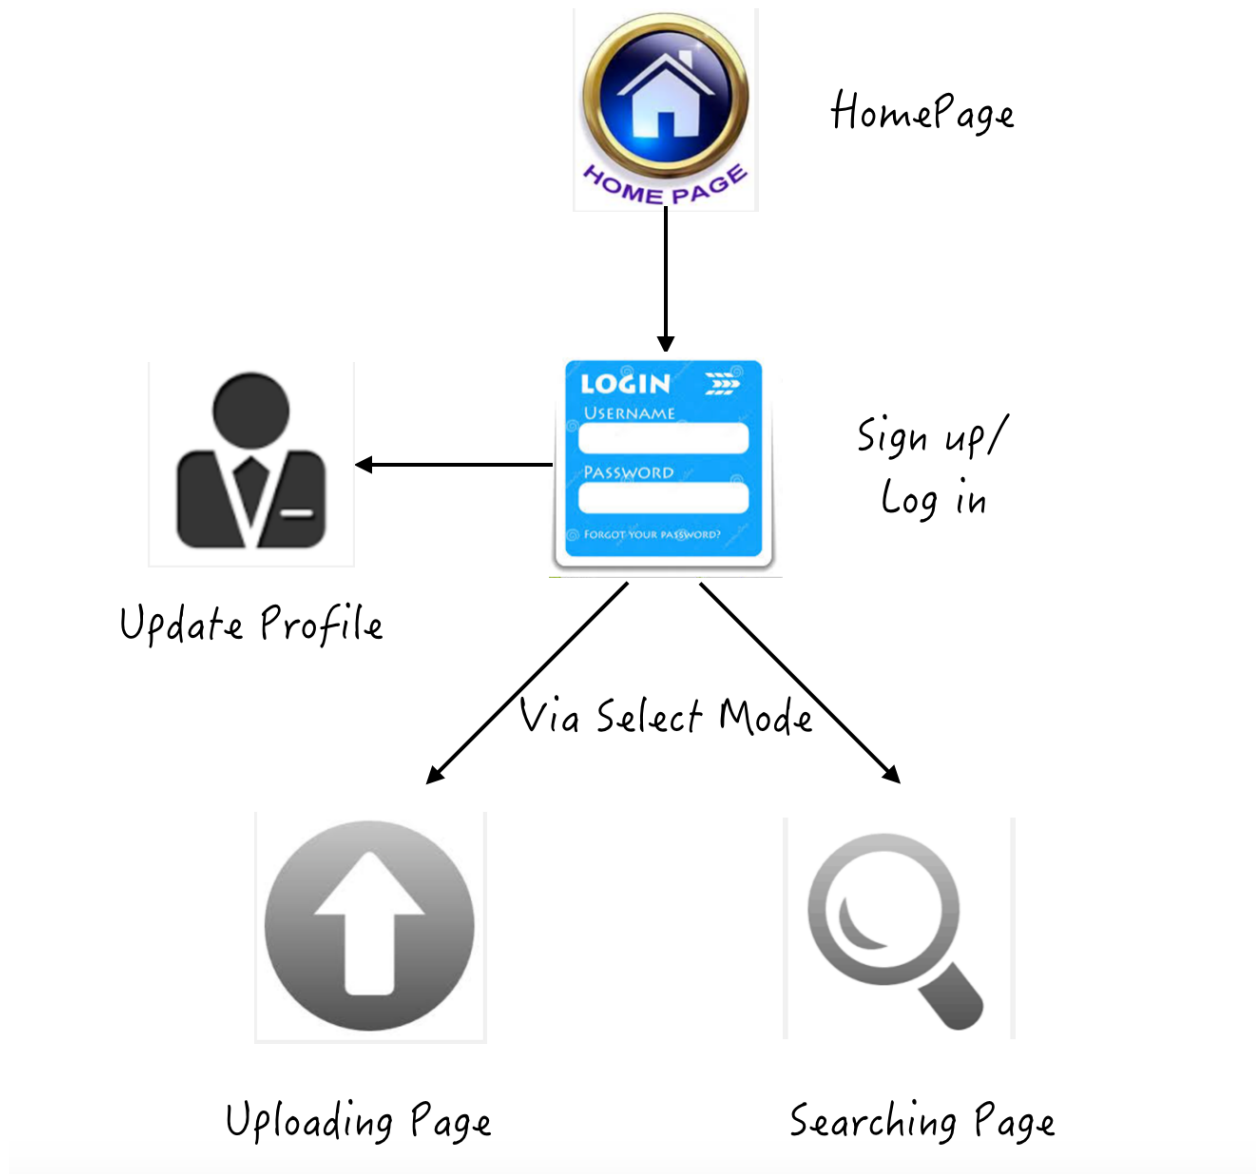 HOME PAGE
HomePage
LOGIN
USERNAME
PASSWORD
FORGOT YOUR PASSWORD?
Sign up/
Log in
Update Profile
Via Select Mode
Uploading Page
Searching Page